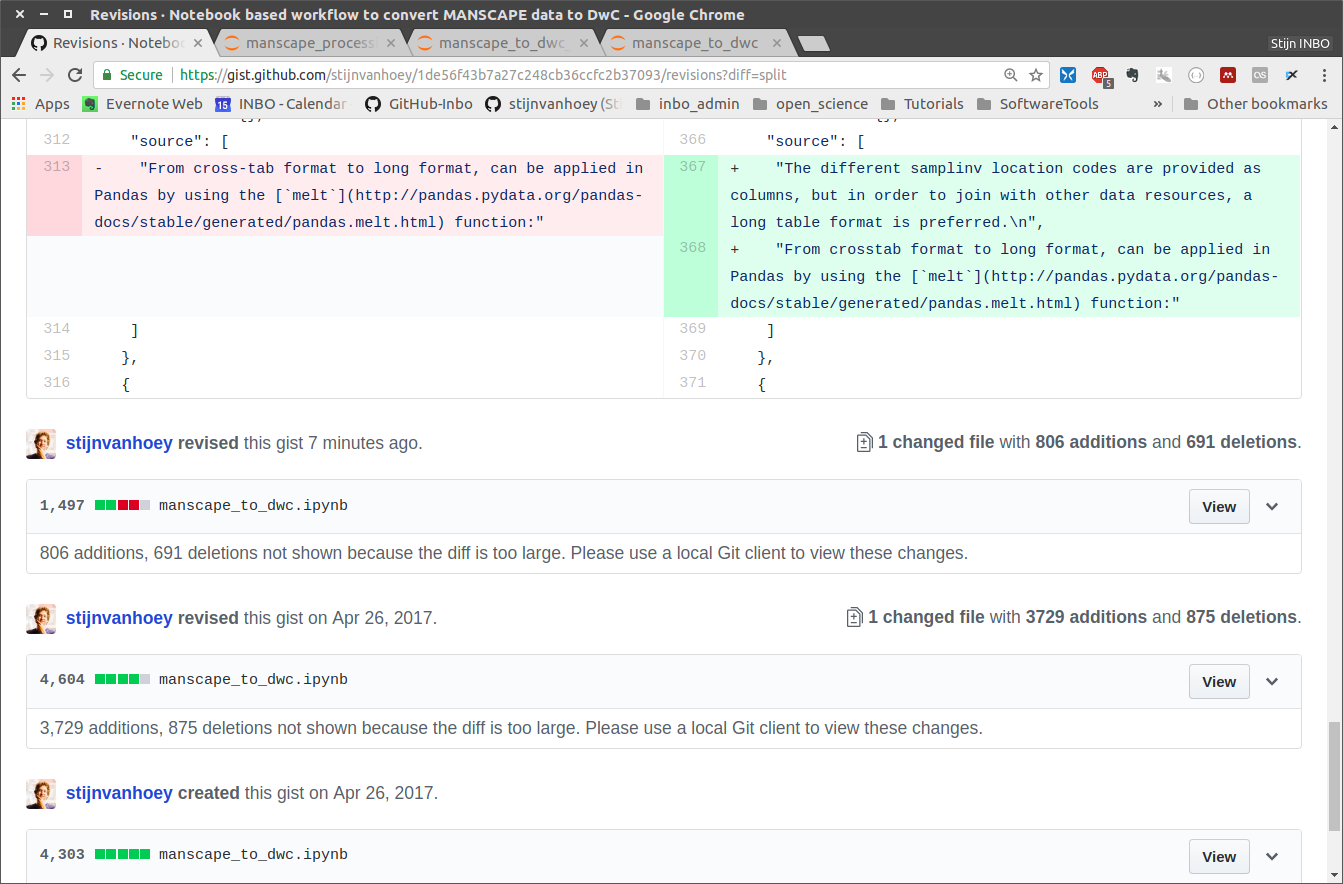 Revisions · Notebook based workflow to convert MANSCAPE data to DwC - Google Chrome
Revisions · Noteboo
manscape_process
manscape_to_dwc_
manscape_to_dwc
Stijn INBO
Secure
https://gist.github.com/stijnvanhoey/1de56f43b7a27c248cb36ccfc2b37093/revisions?diff=split
ABP
5
OS
Apps
Evernote Web
15
INBO - Calendar
GitHub-Inbo
stijnvanhoey (Sti
inbo_admin
open_science
Tutorials
SoftwareTools
»
Other bookmarks
312 "source": [
313 - "From cross-tab format to long format, can be applied in
Pandas by using the [`melt`](http://pandas.pydata.org/pandas-
docs/stable/generated/pandas.melt.html) function:"
314 ]
315 },
316 {
366 "source": [
367 + "The different samplinv location codes are provided as
columns, but in order to join with other data resources, a
long table format is preferred.\n",
368 + "From crosstab format to long format, can be applied in
Pandas by using the [`melt`](http://pandas.pydata.org/pandas-
docs/stable/generated/pandas.melt.html) function:"
369 ]
370 },
371 {
stijnvanhoey revised this gist 7 minutes ago.
1 changed file with 806 additions and 691 deletions.
1,497 manscape_to_dwc.ipynb
View
806 additions, 691 deletions not shown because the diff is too large. Please use a local Git client to view these changes.
stijnvanhoey revised this gist on Apr 26, 2017.
1 changed file with 3729 additions and 875 deletions.
4,604 manscape_to_dwc.ipynb
View
3,729 additions, 875 deletions not shown because the diff is too large. Please use a local Git client to view these changes.
stijnvanhoey created this gist on Apr 26, 2017.
4,303 manscape_to_dwc.ipynb
View